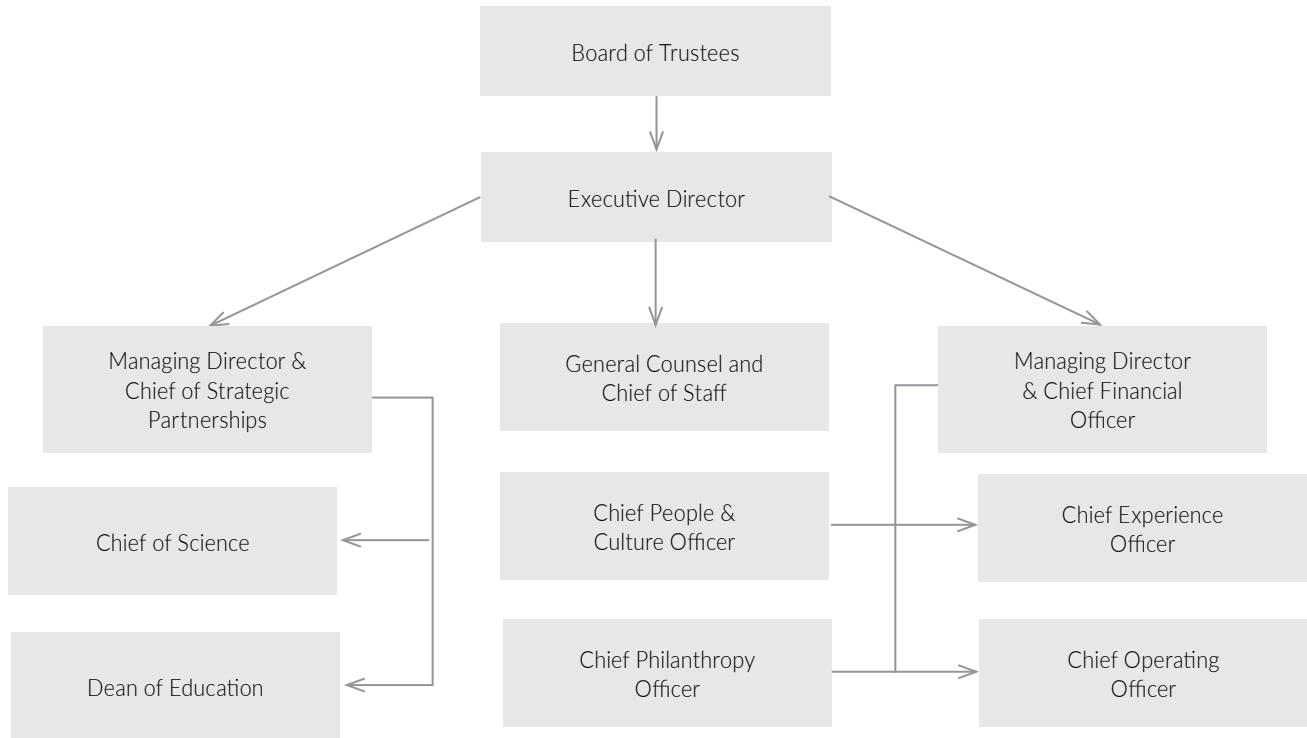 Board of Trustees
Executive Director
Managing Director &
Chief of Strategic
Partnerships
General Counsel and
Chief of Staff
Managing Director
& Chief Financial
Officer
Chief of Science
Chief People &
Culture Officer
Chief Experience
Officer
Dean of Education
Chief Philanthropy
Officer
Chief Operating
Officer